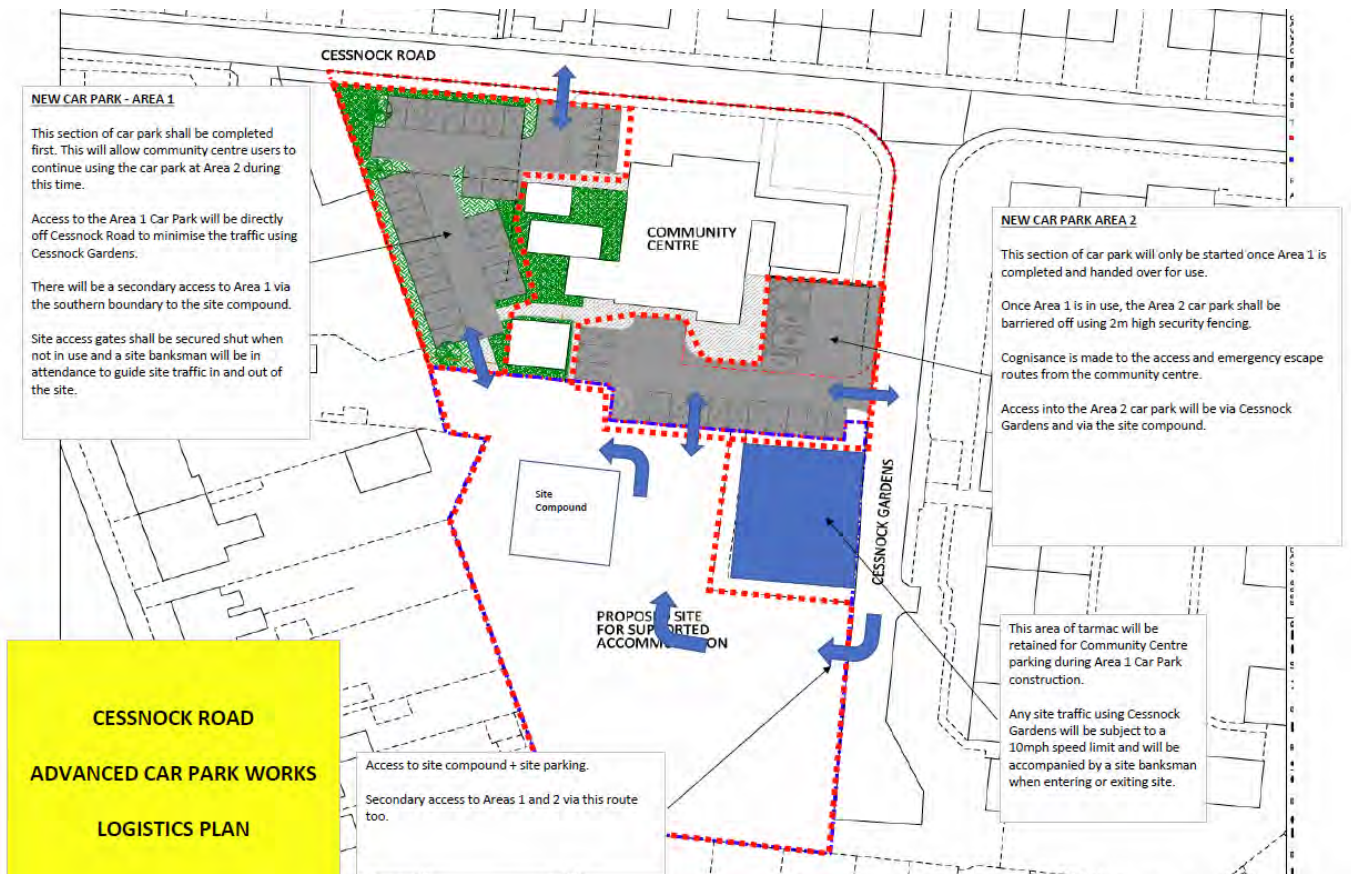 CESSNOCK ROAD
NEW CAR PARK - AREA 1
This section of car park shall be completed
first. This will allow community centre users to
continue using the car park at Area 2 during
this time.
Access to the Area 1 Car Park will be directly
off Cessnock Road to minimise the traffic using
Cessnock Gardens.
There will be a secondary access to Area 1 via
the southern boundary to the site compound.
Site access gates shall be secured shut when
not in use and a site banksman will be in
attendance to guide site traffic in and out of
the site.
COMMUNITY
CENTRE
NEW CAR PARK AREA 2
This section of car park will only be started once Area 1 is
completed and handed over for use.
Once Area 1 is in use, the Area 2 car park shall be
barriered off using 2m high security fencing.
Cognisance is made to the access and emergency escape
routes from the community centre.
Access into the Area 2 car park will be via Cessnock
Gardens and via the site compound.
Site
Compound
CESSNOCK GARDENS
SITE
FOR
This area of tarmac will be
retained for Community Centre
parking during Area 1 Car Park
construction.
Any site traffic using Cessnock
Gardens will be subject to a
10mph speed limit and will be
accompanied by a site banksman
when entering or exiting site.
CESSNOCK ROAD
ADVANCED CAR PARK WORKS
LOGISTICS PLAN
Access to site compound + site parking.
Secondary access to Areas 1 and 2 via this route
too.